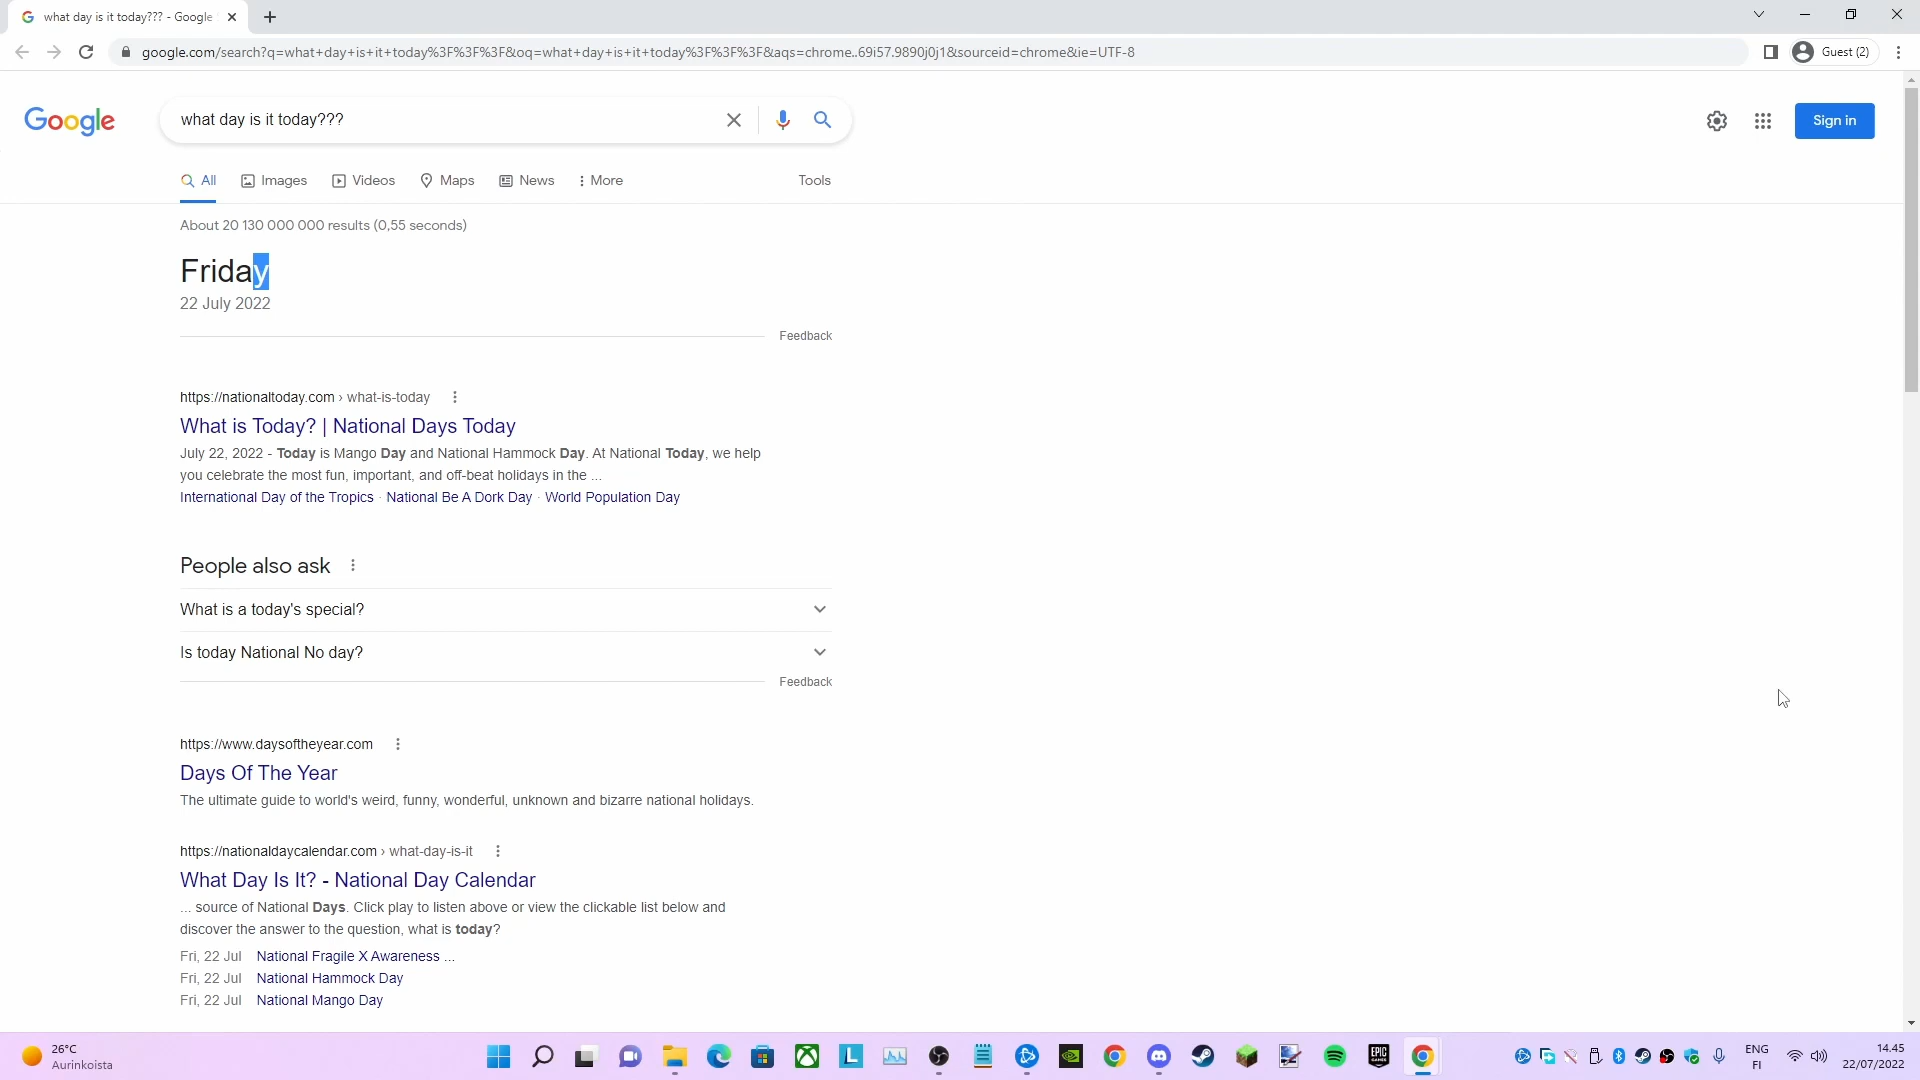 what day is it today??? - Google
google.com/search?q=what+day+is+it+today%3F%3F%3F&oq=what+day+is+it+today%3F%3F%3F&aqs=chrome..69i57.9890j0j1&sourceid=chrome&ie=UTF-8
Guest (2)
Google
what day is it today???
Sign in
All
Images
Videos
Maps
News
More
Tools
About 20 130 000 000 results (0,55 seconds)
Friday
22 July 2022
Feedback
https://nationaltoday.com › what-is-today
What is Today? | National Days Today
July 22, 2022 - Today is Mango Day and National Hammock Day. At National Today, we help
you celebrate the most fun, important, and off-beat holidays in the ...
International Day of the Tropics · National Be A Dork Day · World Population Day
People also ask
What is a today's special?
Is today National No day?
Feedback
https://www.daysoftheyear.com
Days Of The Year
The ultimate guide to world's weird, funny, wonderful, unknown and bizarre national holidays.
https://nationaldaycalendar.com › what-day-is-it
What Day Is It? - National Day Calendar
... source of National Days. Click play to listen above or view the clickable list below and
discover the answer to the question, what is today?
Fri, 22 Jul National Fragile X Awareness ...
Fri, 22 Jul National Hammock Day
Fri, 22 Jul National Mango Day
26°C
Aurinkoista
L
EPIC
GAMES
ENG
FI
14.45
22/07/2022